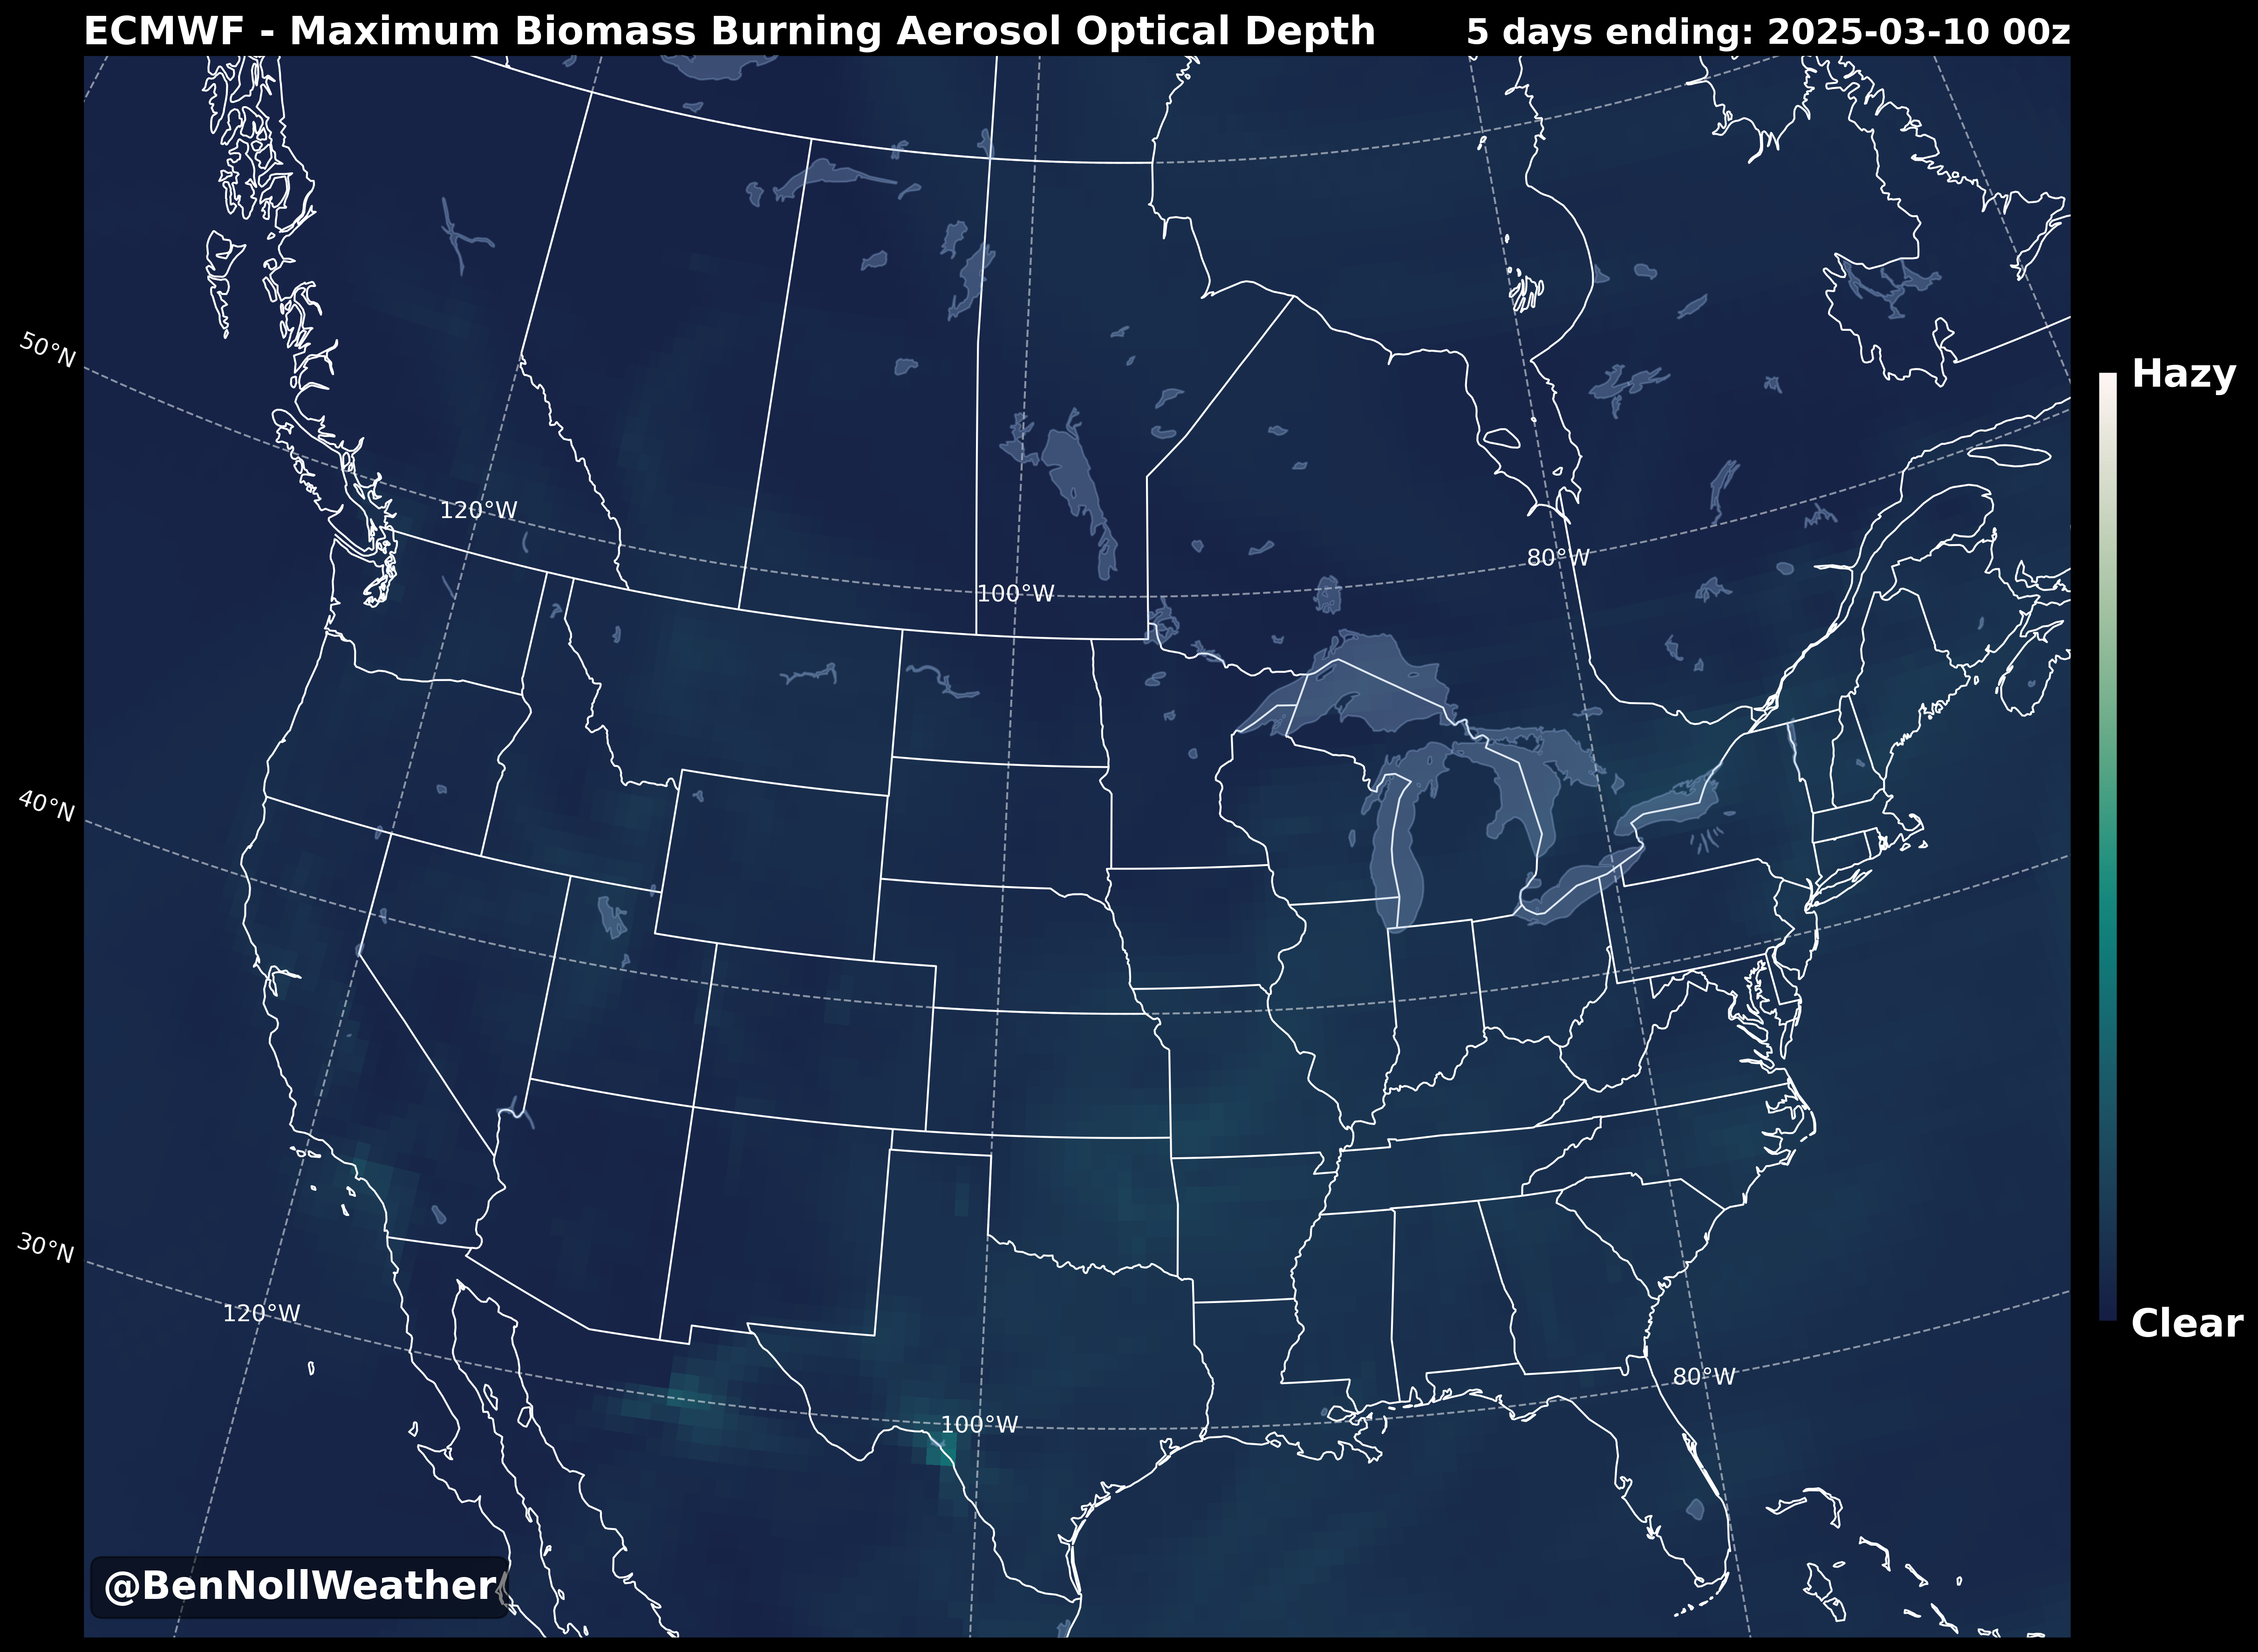 ECMWF - Maximum Biomass Burning Aerosol Optical Depth
5 days ending: 2025-03-10 00z
50°N
Hazy
120°W
80°W
100°W
40°N
30°N
120°W
Clear
80°W
100°W
@BenNollWeather